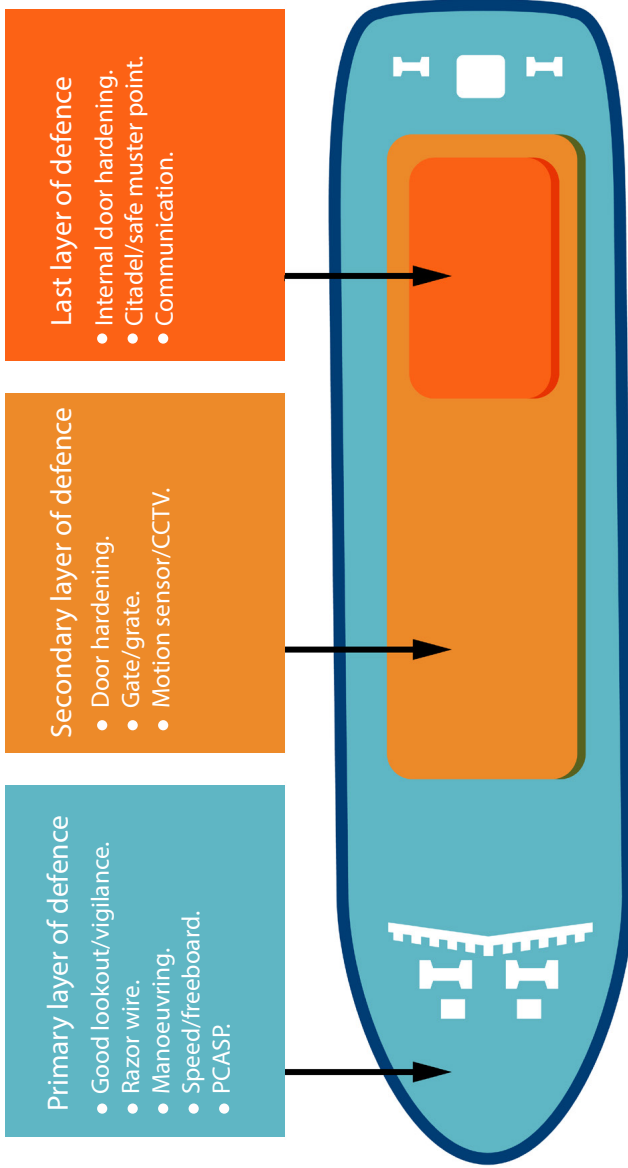 Primary layer of defence
● Good lookout/vigilance.
● Razor wire.
● Manoeuvring.
● Speed/freeboard.
● PCASP.
Secondary layer of defence
● Door hardening.
● Gate/grate.
● Motion sensor/CCTV.
Last layer of defence
● Internal door hardening.
● Citadel/safe muster point.
● Communication.